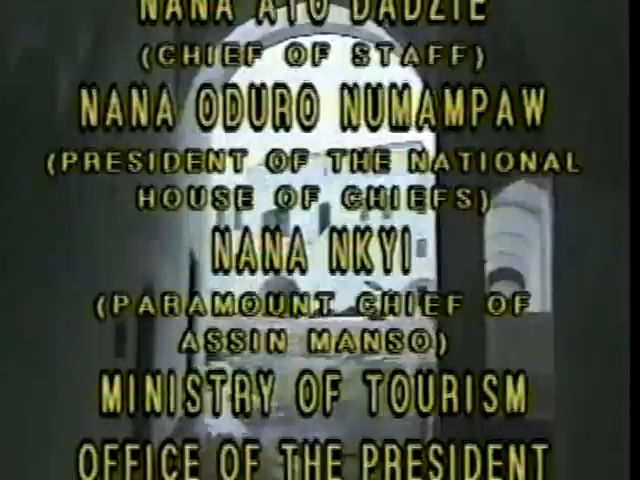 NANA ATO DADZIE
(CHIEF OF STAFF)
NANA ODURO NUMAMPAW
(PRESIDENT OF THE NATIONAL
HOUSE OF CHIEFS)
NANA NKYI
(PARAMOUNT CHIEF OF
ASSIN MANSO)
MINISTRY OF TOURISM
OFFICE OF THE PRESIDENT